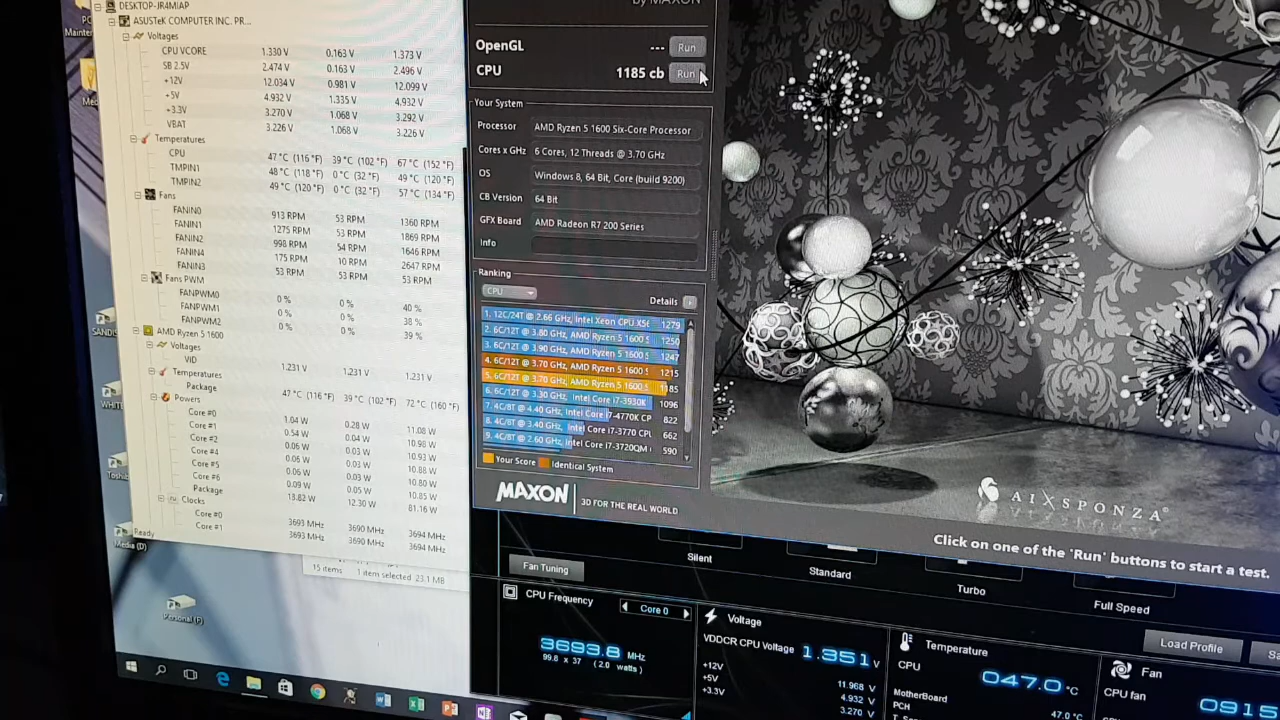 DESKTOP-JR4MIAP
ASUSTeK COMPUTER INC. PR...
Voltages
CPU VCORE 1.330 V 0.163 V 1.373 V
SB 2.5V 2.474 V 0.163 V 2.496 V
+12V 12.034 V 0.981 V 12.099 V
+5V 4.932 V 1.335 V 4.932 V
+3.3V 3.270 V 1.068 V 3.292 V
VBAT 3.226 V 1.068 V 3.226 V
Temperatures
CPU 47 °C (116 °F) 39 °C (102 °F) 67 °C (152 °F)
TMPIN1 48 °C (118 °F) 0 °C (32 °F) 49 °C (120 °F)
TMPIN2 49 °C (120 °F) 0 °C (32 °F) 57 °C (134 °F)
Fans
FANIN0 913 RPM 53 RPM 1360 RPM
FANIN1 1275 RPM 53 RPM 1869 RPM
FANIN2 998 RPM 54 RPM 1646 RPM
FANIN4 175 RPM 10 RPM 2647 RPM
FANIN3 53 RPM 53 RPM 53 RPM
Fans PWM
FANPWM0 0 % 0 % 40 %
FANPWM1 0 % 0 % 38 %
FANPWM2 0 % 0 % 39 %
AMD Ryzen 5 1600
Voltages
VID 1.231 V 1.231 V 1.231 V
Temperatures
Package 47 °C (116 °F) 39 °C (102 °F) 72 °C (160 °F)
Powers
Core #0 1.04 W 0.28 W 11.08 W
Core #1 0.54 W 0.04 W 10.98 W
Core #2 0.06 W 0.03 W 10.93 W
Core #4 0.06 W 0.03 W 10.88 W
Core #5 0.06 W 0.03 W 10.80 W
Core #6 0.09 W 0.05 W 10.85 W
Package 13.82 W 12.30 W 81.16 W
Clocks
Core #0 3693 MHz 3690 MHz 3694 MHz
Core #1 3693 MHz 3690 MHz 3694 MHz
Ready
15 items 1 item selected 23.1 MB
Media (D)
Personal (F)
By MAXON
OpenGL --- Run
CPU 1185 cb Run
Your System
Processor AMD Ryzen 5 1600 Six-Core Processor
Cores x GHz 6 Cores, 12 Threads @ 3.70 GHz
OS Windows 8, 64 Bit, Core (build 9200)
CB Version 64 Bit
GFX Board AMD Radeon R7 200 Series
Info
Ranking
CPU Details
1. 12C/24T @ 2.66 GHz, Intel Xeon CPU X56 1279
2. 6C/12T @ 3.80 GHz, AMD Ryzen 5 1600 S 1250
3. 6C/12T @ 3.90 GHz, AMD Ryzen 5 1600 S 1247
4. 6C/12T @ 3.70 GHz, AMD Ryzen 5 1600 S 1215
5. 6C/12T @ 3.70 GHz, AMD Ryzen 5 1600 S 1185
6. 6C/12T @ 3.30 GHz, Intel Core i7-3930K 1096
7. 4C/8T @ 4.40 GHz, Intel Core i7-4770K CP 822
8. 4C/8T @ 3.40 GHz, Intel Core i7-3770 CPU 662
9. 4C/8T @ 2.60 GHz, Intel Core i7-3720QM 590
Your Score Identical System
MAXON 3D FOR THE REAL WORLD
AIXSPONZA
Click on one of the 'Run' buttons to start a test.
Silent Standard Turbo Full Speed
Fan Tuning
Load Profile
CPU Frequency
Core 0
3693.8 MHz
99.8 x 37 (2.0 watts)
Voltage
VDDCR CPU Voltage 1.351 V
+12V 11.968 V
+5V 4.932 V
+3.3V 3.270 V
Temperature
CPU 047.0 °C
MotherBoard 47.0 °C
PCH
Fan
CPU fan 0915